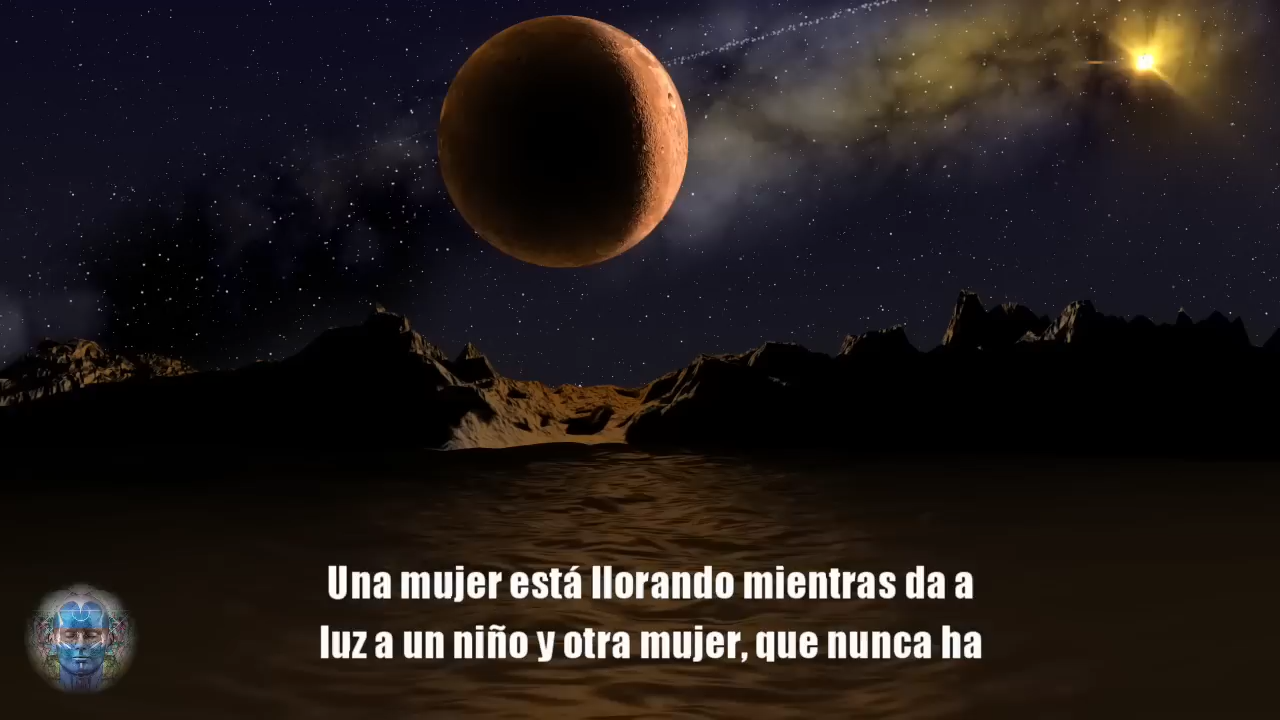 Una mujer está llorando mientras da a
luz a un niño y otra mujer, que nunca ha